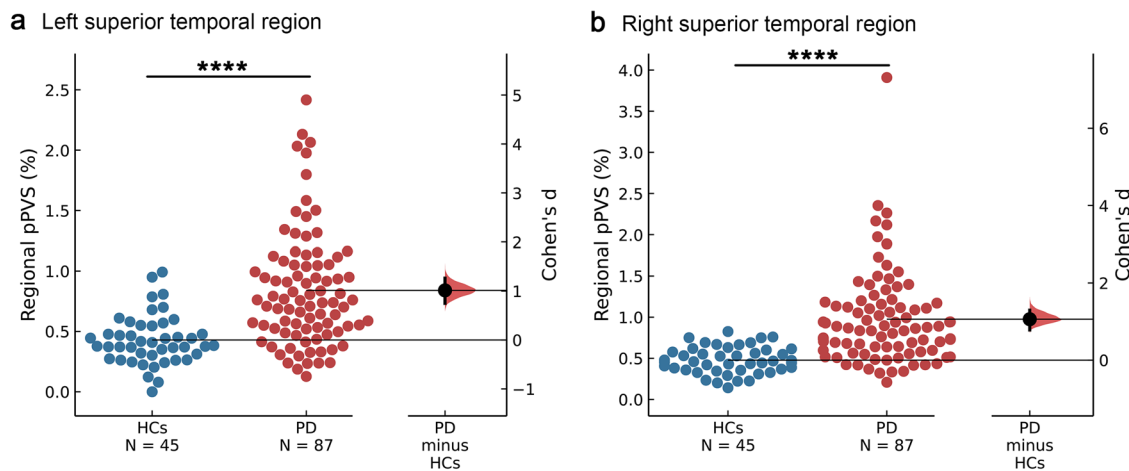 a Left superior temporal region
****
Regional pPVS (%)
2.5
2.0
1.5
1.0
0.5
0.0
5
4
3
2
1
0
−1
Cohen's d
HCs
N = 45
PD
N = 87
PD
minus
HCs
b Right superior temporal region
****
Regional pPVS (%)
4.0
3.5
3.0
2.5
2.0
1.5
1.0
0.5
0.0
6
4
2
0
Cohen's d
HCs
N = 45
PD
N = 87
PD
minus
HCs